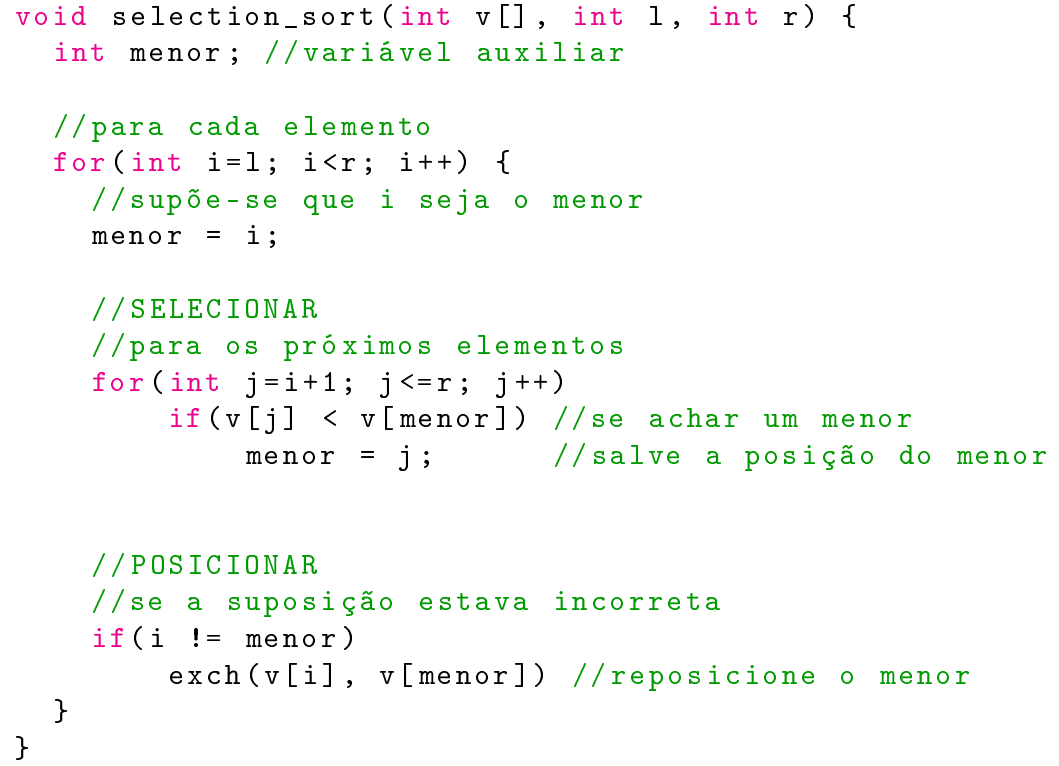 void selection_sort(int v[], int l, int r) {
  int menor; //variável auxiliar

  //para cada elemento
  for(int i=l; i<r; i++) {
    //supõe-se que i seja o menor
    menor = i;

    //SELECIONAR
    //para os próximos elementos
    for(int j=i+1; j<=r; j++)
        if(v[j] < v[menor]) //se achar um menor
            menor = j;      //salve a posição do menor


    //POSICIONAR
    //se a suposição estava incorreta
    if(i != menor)
        exch(v[i], v[menor]) //reposicione o menor
  }
}